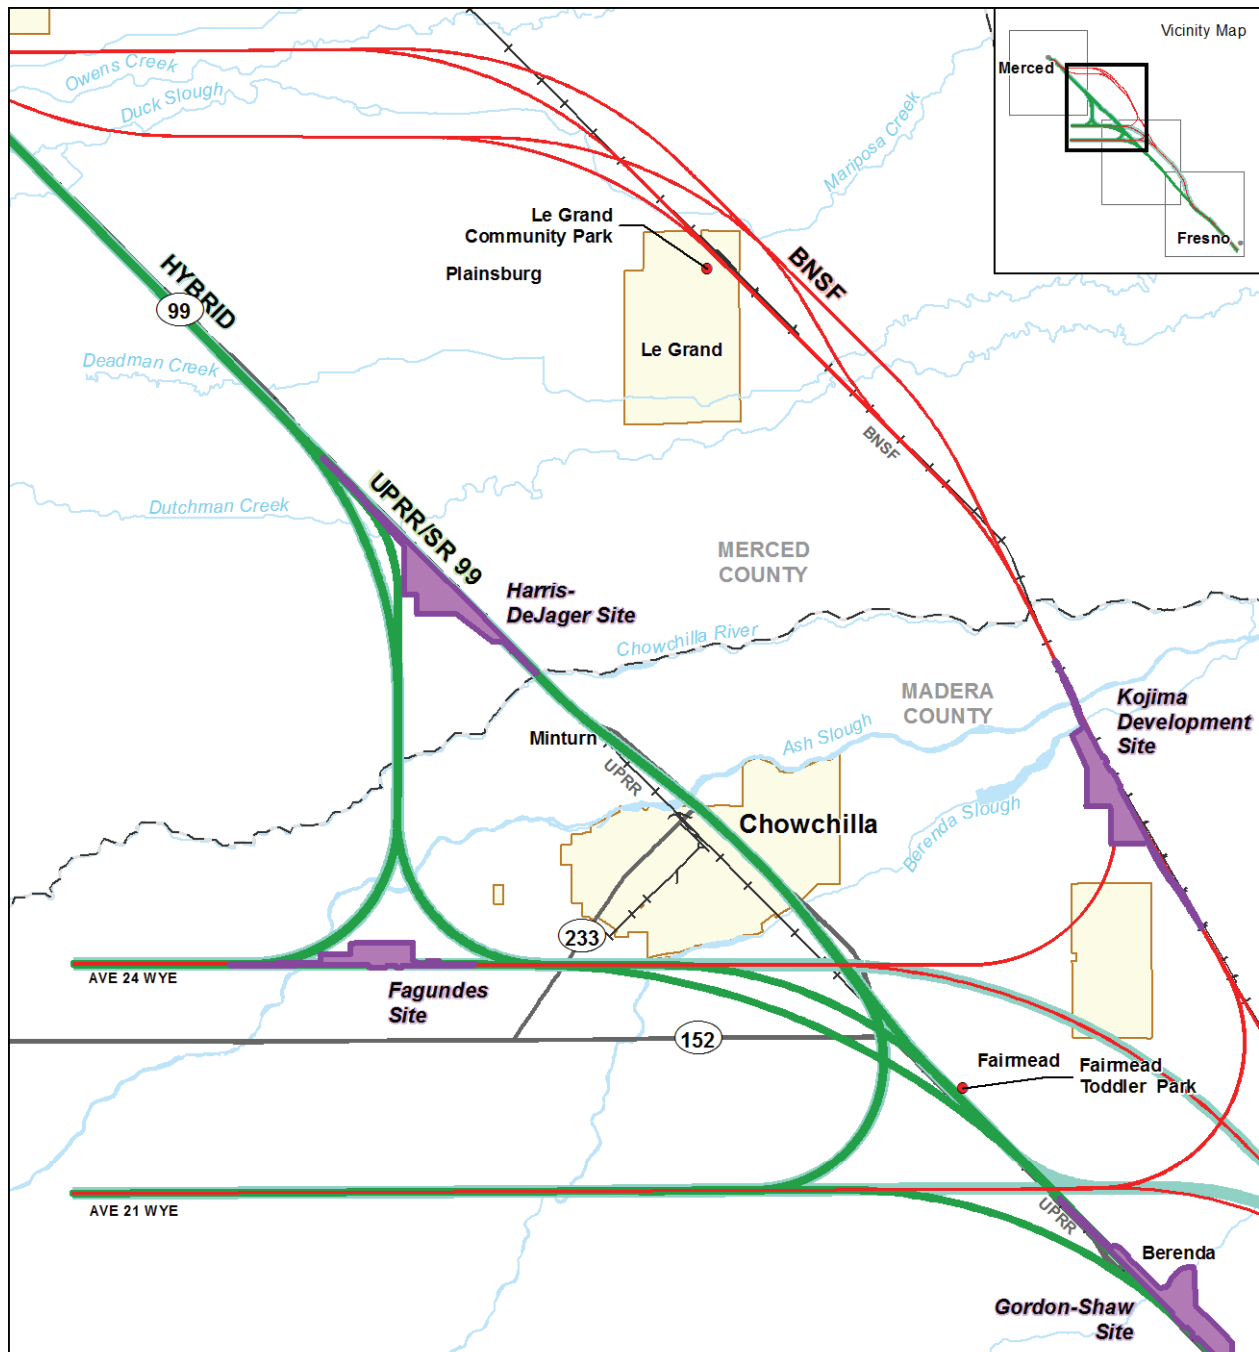 Vicinity Map
Merced
Fresno
Owens Creek
Duck Slough
Mariposa Creek
Le Grand
Community Park
Plainsburg
BNSF
HYBRID
99
Le Grand
Deadman Creek
BNSF
UPRR/SR 99
Dutchman Creek
MERCED
COUNTY
Harris-
DeJager Site
Chowchilla River
MADERA
COUNTY
Kojima
Development
Site
Ash Slough
Minturn
UPRR
Chowchilla
Berenda Slough
233
AVE 24 WYE
Fagundes
Site
152
Fairmead
Fairmead
Toddler Park
AVE 21 WYE
UPRR
Berenda
Gordon-Shaw
Site